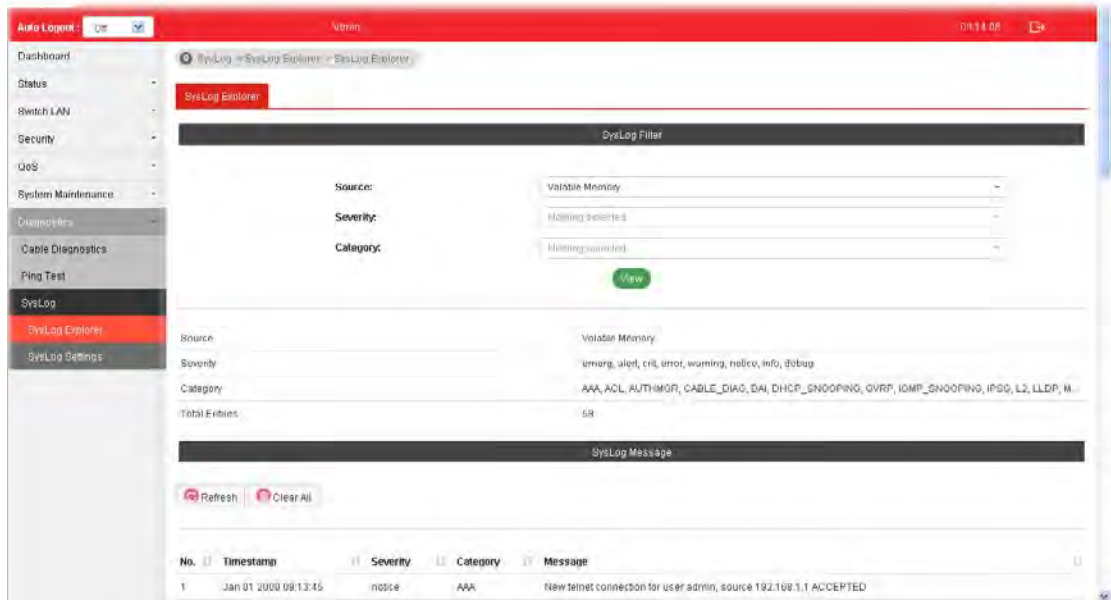 Auto Logout : Off Admin
Dashboard
SysLog » SysLog Explorer » SysLog Explorer
Status
SysLog Explorer
Switch LAN
Security
SysLog Filter
QoS
System Maintenance
Source: Volatile Memory
Diagnostics
Severity: Nothing selected
Cable Diagnostics
Category: Nothing selected
Ping Test
View
SysLog
SysLog Explorer
SysLog Settings
Source Volatile Memory
Severity emerg, alert, crit, error, warning, notice, info, debug
Category AAA, ACL, AUTHMGR, CABLE_DIAG, DAI, DHCP_SNOOPING, GVRP, IGMP_SNOOPING, IPSG, L2, LLDP, M...
Total Entries
SysLog Message
Refresh Clear All
No. Timestamp Severity Category Message
1 Jan 01 2000 09:13:45 notice AAA New telnet connection for user admin, source 192.168.1.1 ACCEPTED